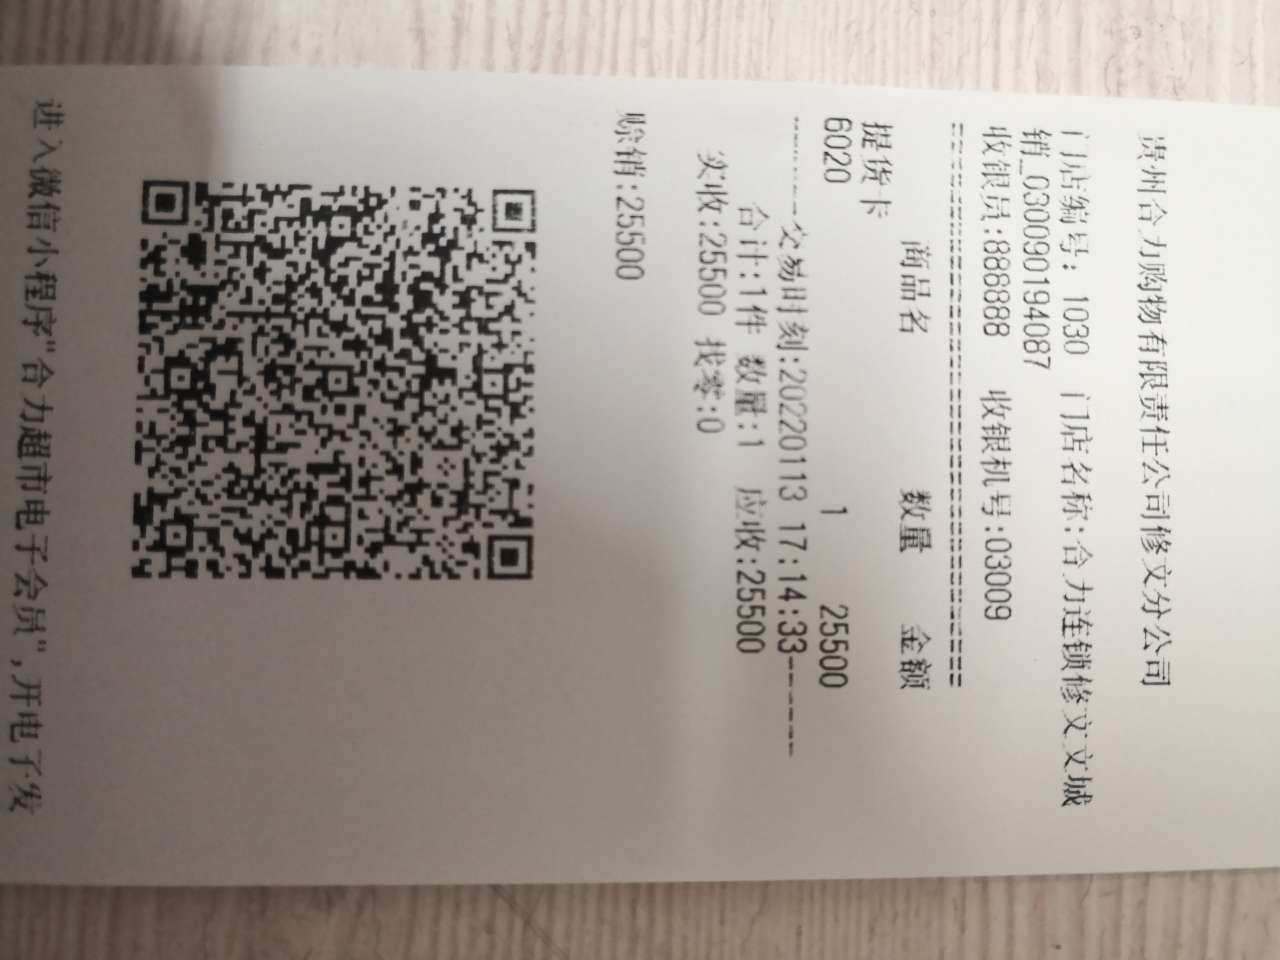 贵州合力购物有限责任公司修文分公司
门店编号: 1030 门店名称:合力连锁修文文城
销_030090194087
收银员:888888 收银机号:03009
商品名 数量 金额
提货卡
6020 1 25500
交易时刻:20220113 17:14:33
合计:1件 数量:1 应收:25500
实收:25500 找零:0
赊销:25500
进入微信小程序"合力超市电子会员",开电子发